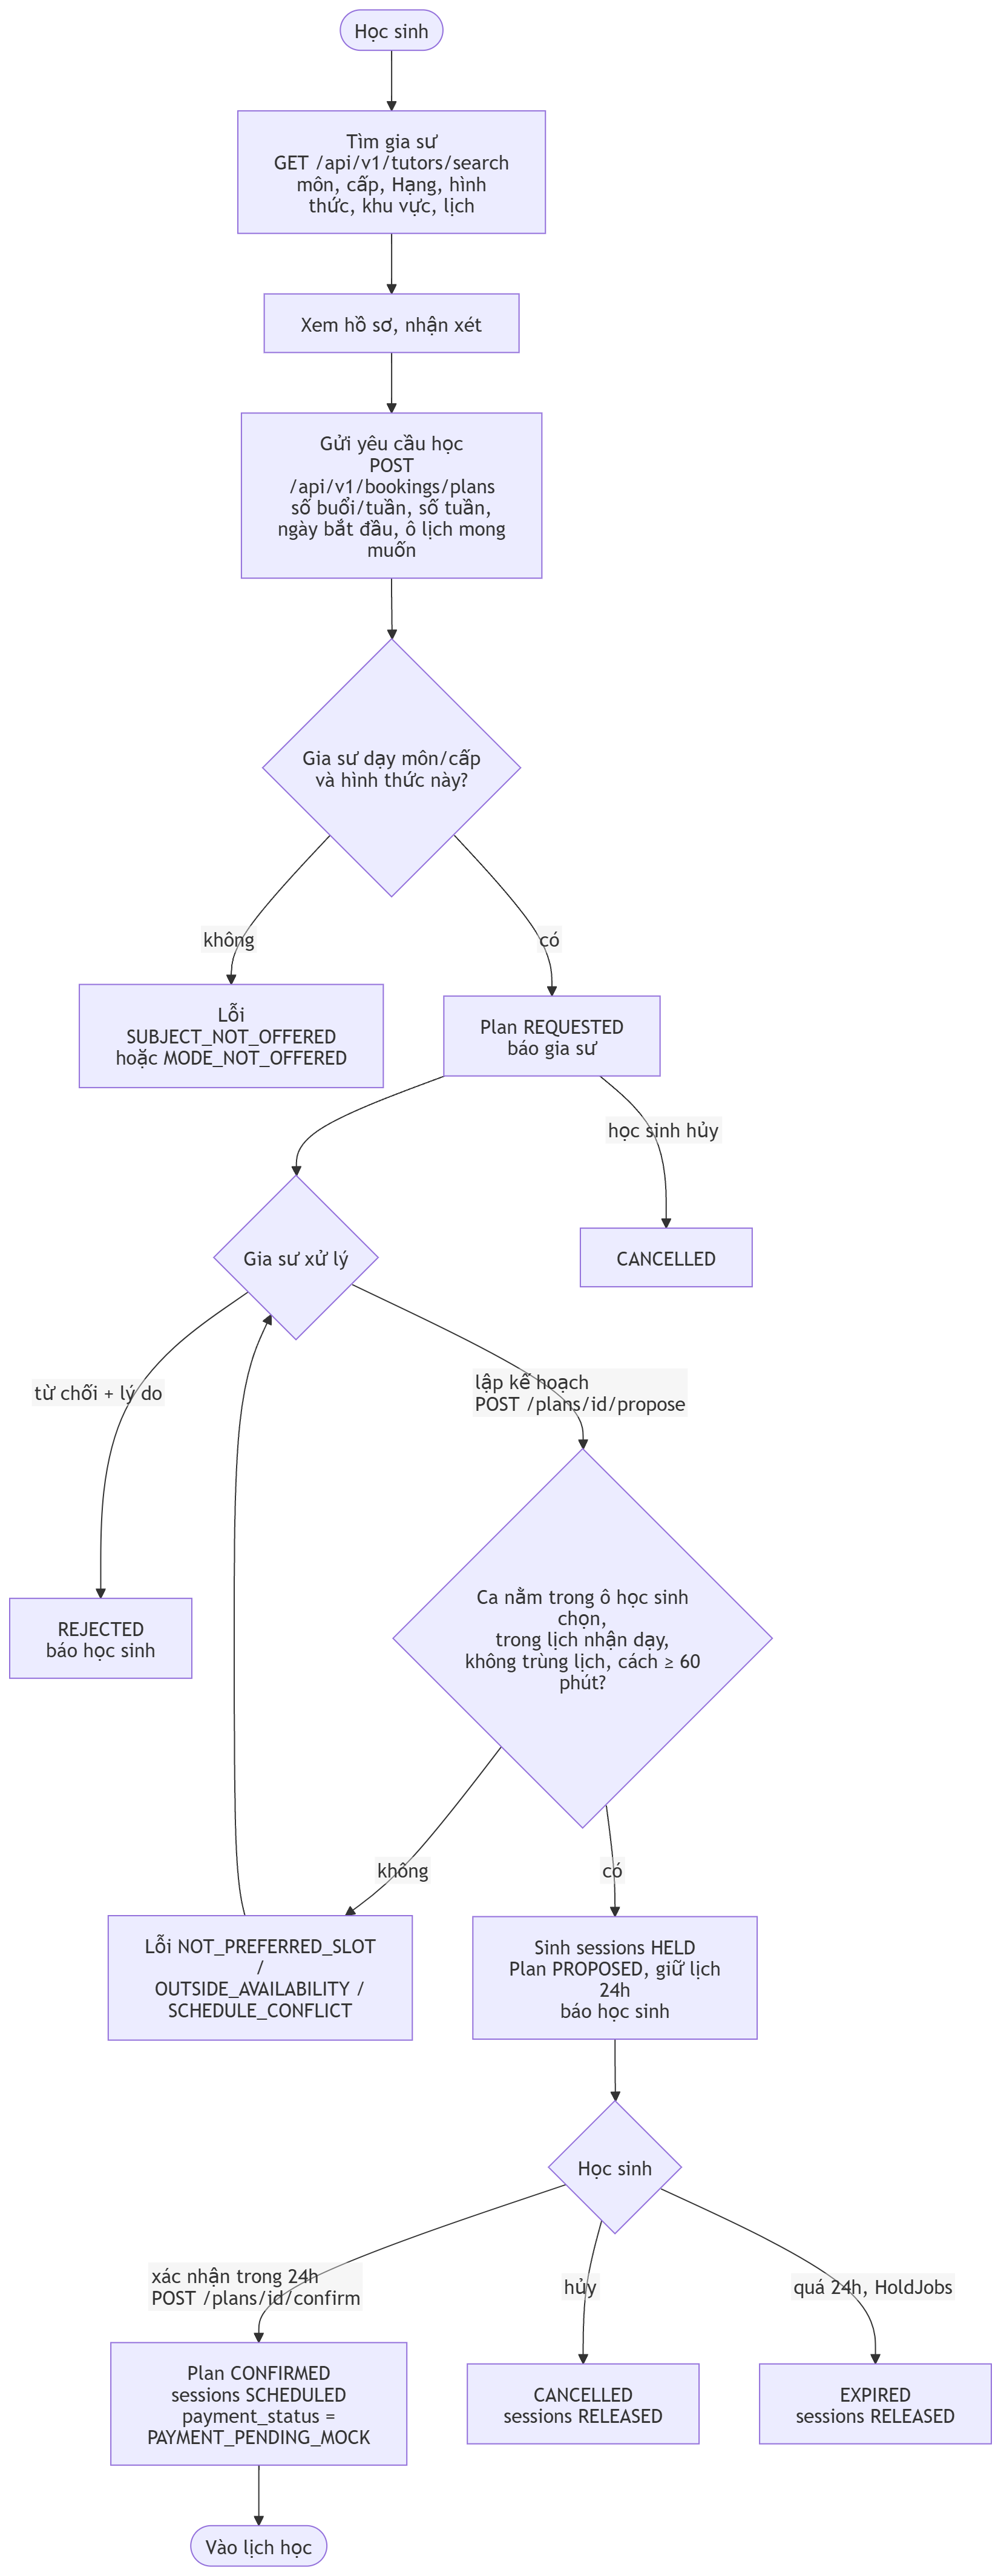 Học sinh
Tìm gia sư
GET /api/v1/tutors/search
môn, cấp, Hạng, hình
thức, khu vực, lịch
Xem hồ sơ, nhận xét
Gửi yêu cầu học
POST
/api/v1/bookings/plans
số buổi/tuần, số tuần,
ngày bắt đầu, ô lịch mong
muốn
Gia sư dạy môn/cấp
và hình thức này?
không
có
Lỗi
SUBJECT_NOT_OFFERED
hoặc MODE_NOT_OFFERED
Plan REQUESTED
báo gia sư
học sinh hủy
Gia sư xử lý
CANCELLED
từ chối + lý do
lập kế hoạch
POST /plans/id/propose
REJECTED
báo học sinh
Ca nằm trong ô học sinh
chọn,
trong lịch nhận dạy,
không trùng lịch, cách ≥ 60
phút?
không
có
Lỗi NOT_PREFERRED_SLOT
/
OUTSIDE_AVAILABILITY /
SCHEDULE_CONFLICT
Sinh sessions HELD
Plan PROPOSED, giữ lịch
24h
báo học sinh
Học sinh
xác nhận trong 24h
POST /plans/id/confirm
hủy
quá 24h, HoldJobs
Plan CONFIRMED
sessions SCHEDULED
payment_status =
PAYMENT_PENDING_MOCK
CANCELLED
sessions RELEASED
EXPIRED
sessions RELEASED
Vào lịch học